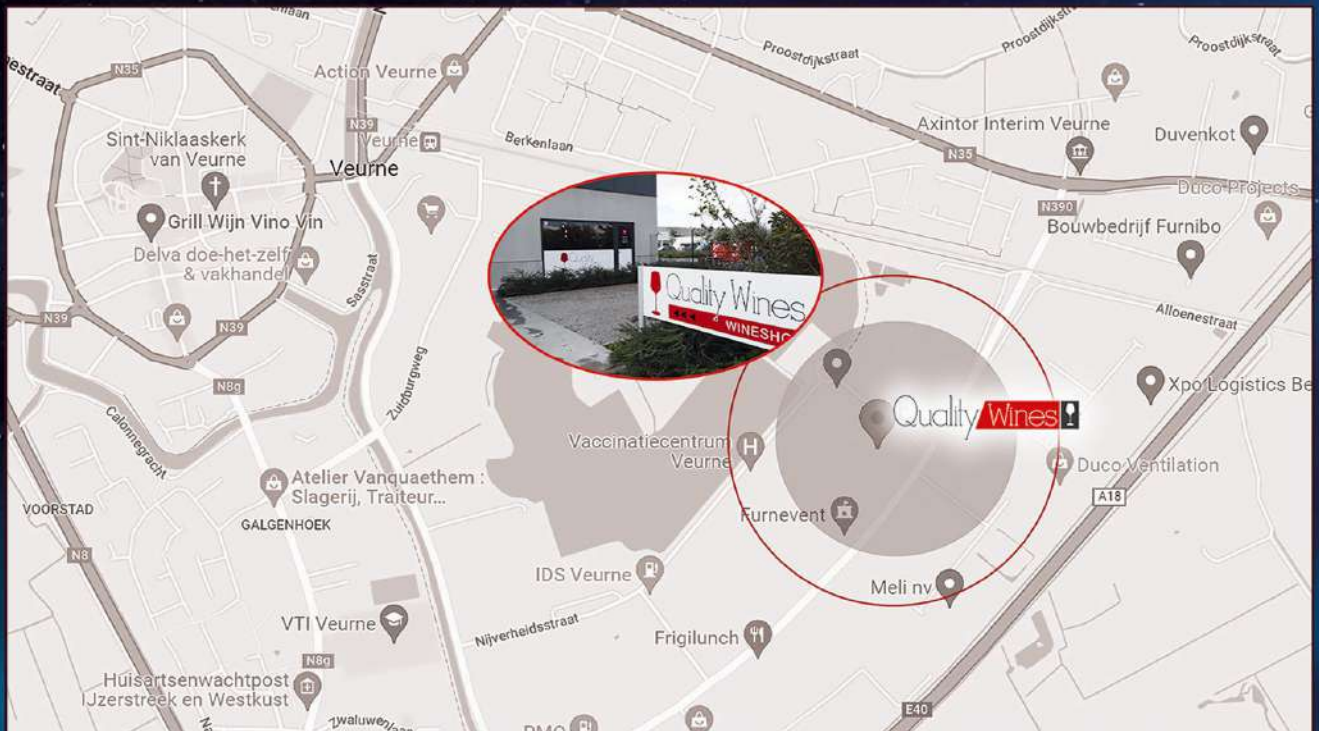 Proostdijkstraat
Proostdijkstraat
N35
Action Veurne
N39
Veurne
Berkenlaan
Axintor Interim Veurne
Duvenkot
N35
Sint-Niklaaskerk
van Veurne
Veurne
Duco Projects
N390
Grill Wijn Vino Vin
Bouwbedrijf Furnibo
Delva doe-het-zelf
& vakhandel
Sasstraat
Quality Wines
WINESHO
N39
N39
Alloenestraat
N8g
Zuidburgweg
Xpo Logistics Be
Quality Wines
Calonnegracht
Vaccinatiecentrum
Veurne
Duco Ventilation
Atelier Vanquaethem :
Slagerij, Traiteur...
A18
VOORSTAD
GALGENHOEK
Furnevent
N8
IDS Veurne
Meli nv
VTI Veurne
Nijverheidsstraat
Frigilunch
N8g
Huisartsenwachtpost
IJzerstreek en Westkust
E40